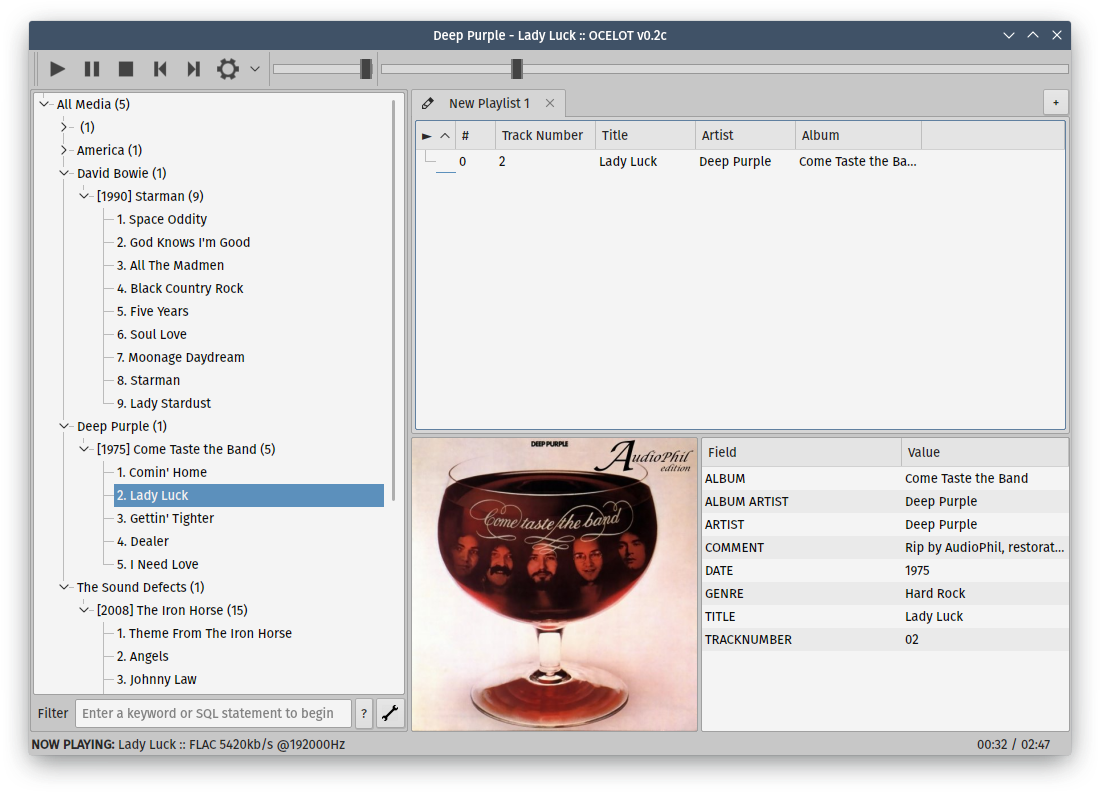 Deep Purple - Lady Luck :: OCELOT v0.2c
All Media (5)
(1)
America (1)
David Bowie (1)
[1990] Starman (9)
1. Space Oddity
2. God Knows I'm Good
3. All The Madmen
4. Black Country Rock
5. Five Years
6. Soul Love
7. Moonage Daydream
8. Starman
9. Lady Stardust
Deep Purple (1)
[1975] Come Taste the Band (5)
1. Comin' Home
2. Lady Luck
3. Gettin' Tighter
4. Dealer
5. I Need Love
The Sound Defects (1)
[2008] The Iron Horse (15)
1. Theme From The Iron Horse
2. Angels
3. Johnny Law
Filter Enter a keyword or SQL statement to begin ?
New Playlist 1 +
# Track Number Title Artist Album
0 2 Lady Luck Deep Purple Come Taste the Ba...
DEEP PURPLE
AudioPhil
edition
Come taste the band
Field Value
ALBUM Come Taste the Band
ALBUM ARTIST Deep Purple
ARTIST Deep Purple
COMMENT Rip by AudioPhil, restorat...
DATE 1975
GENRE Hard Rock
TITLE Lady Luck
TRACKNUMBER 02
NOW PLAYING: Lady Luck :: FLAC 5420kb/s @192000Hz 00:32 / 02:47